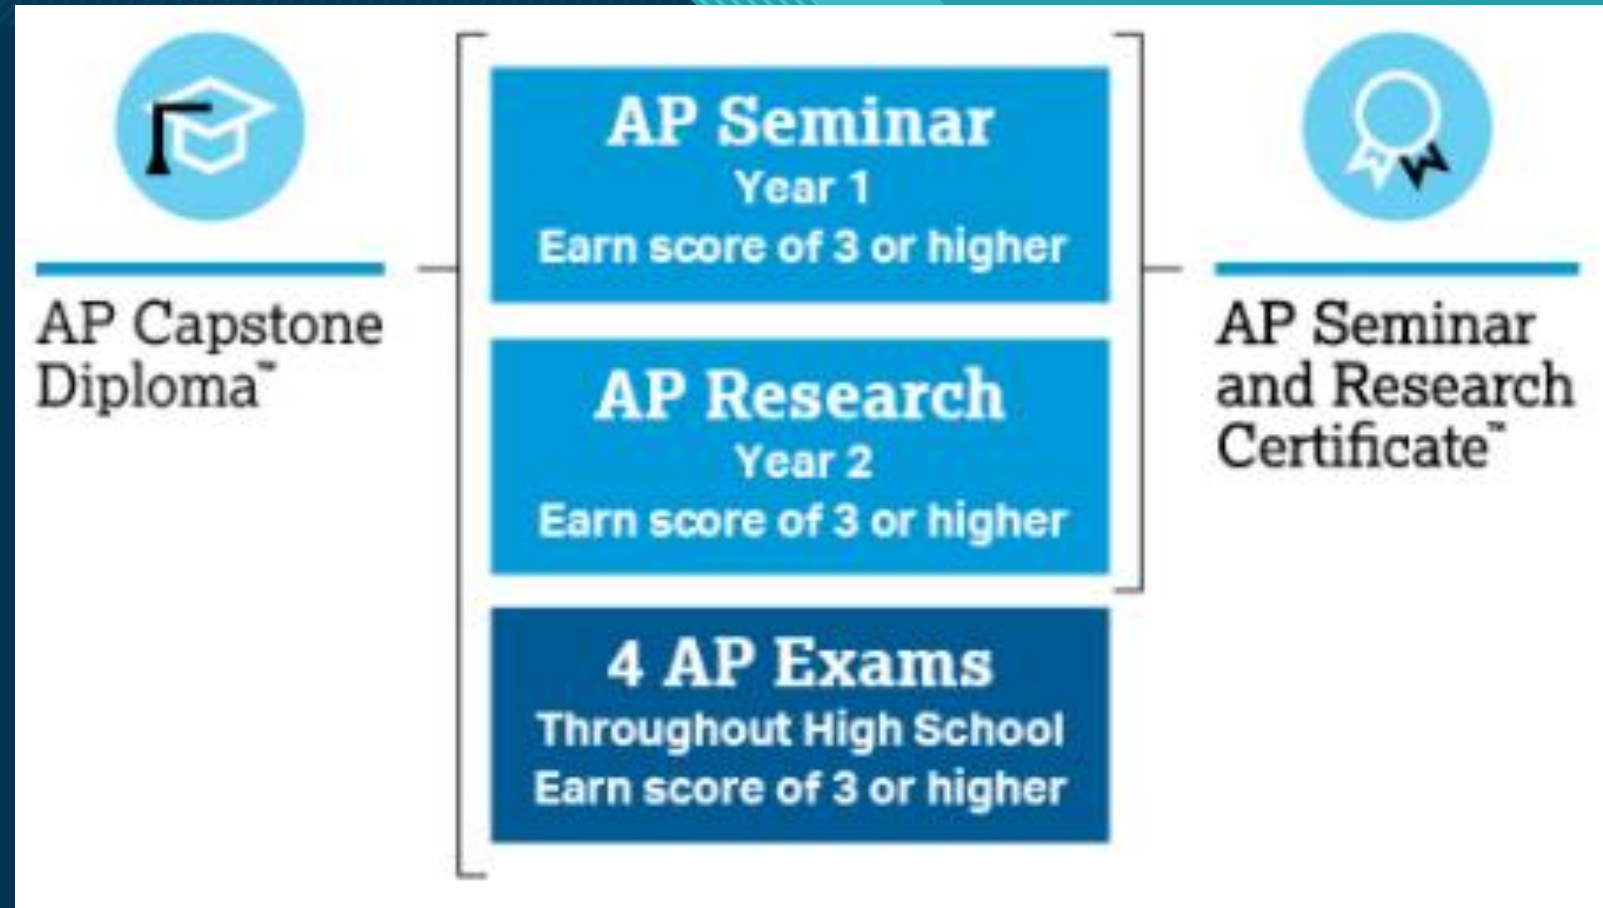 AP Capstone
Diploma™
AP Seminar
Year 1
Earn score of 3 or higher
AP Research
Year 2
Earn score of 3 or higher
4 AP Exams
Throughout High School
Earn score of 3 or higher
AP Seminar
and Research
Certificate™